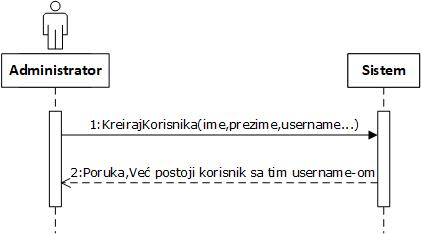 Administrator
Sistem
1:KreirajKorisnika(ime,prezime,username...)
2:Poruka,Već postoji korisnik sa tim username-om